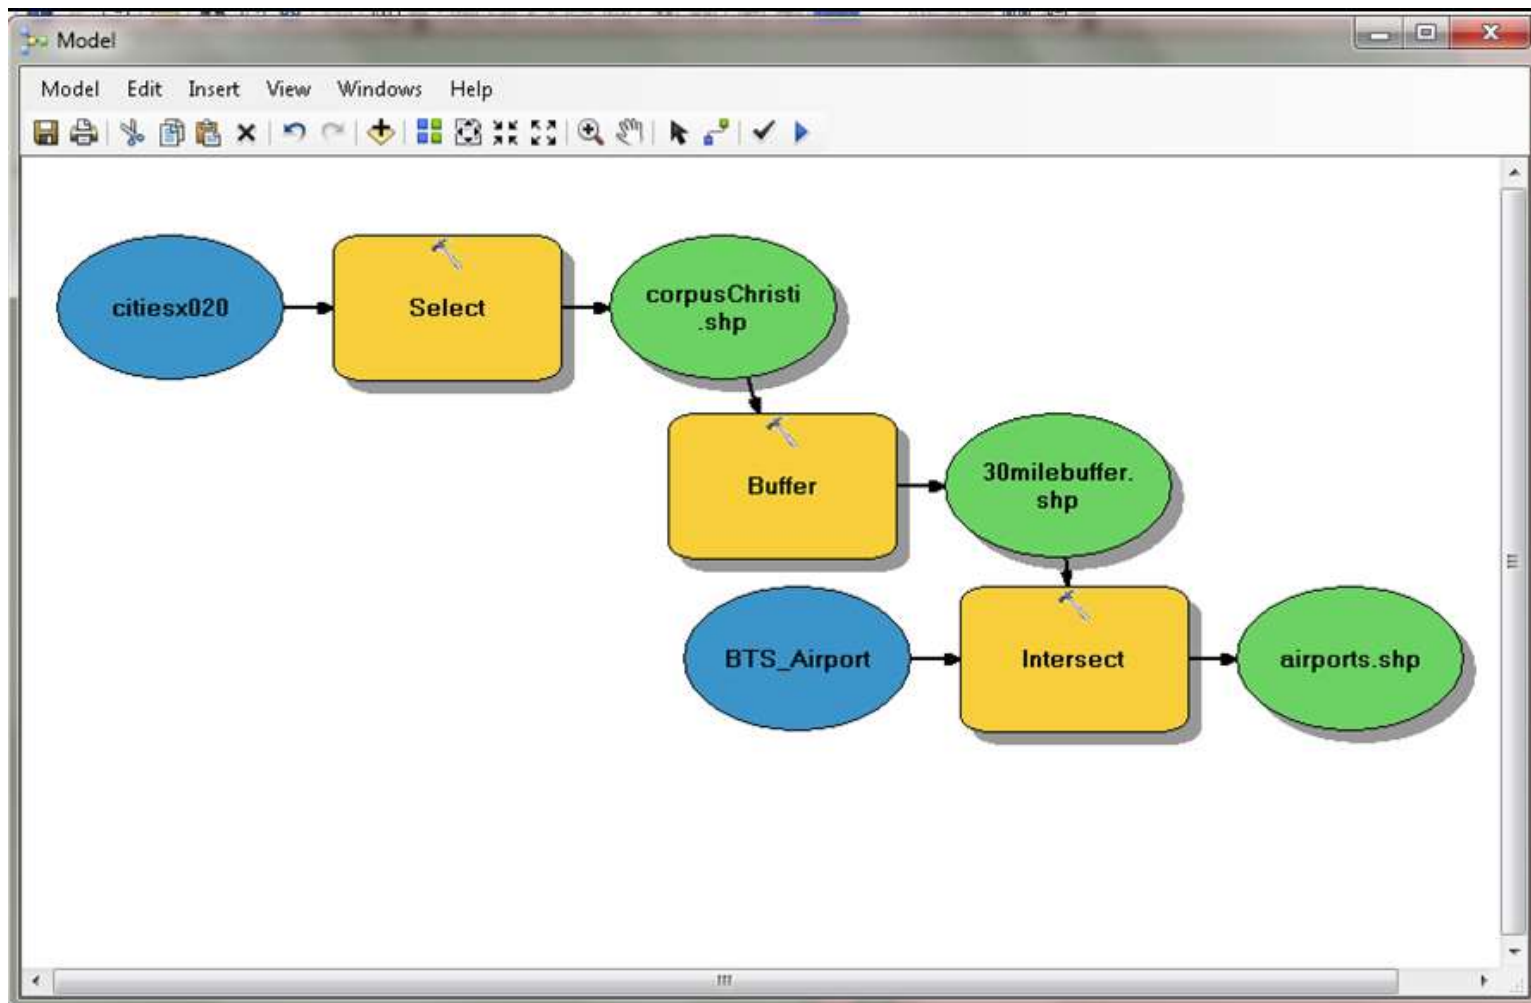 Model
Model Edit Insert View Windows Help
citiesx020
Select
corpusChristi
.shp
Buffer
30milebuffer.
shp
BTS_Airport
Intersect
airports.shp